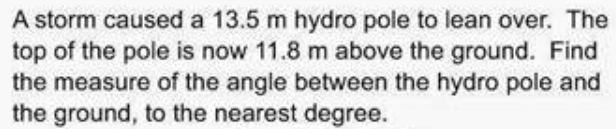 A storm caused a 13.5 m hydro pole to lean over.  The
top of the pole is now 11.8 m above the ground.  Find
the measure of the angle between the hydro pole and
the ground, to the nearest degree.